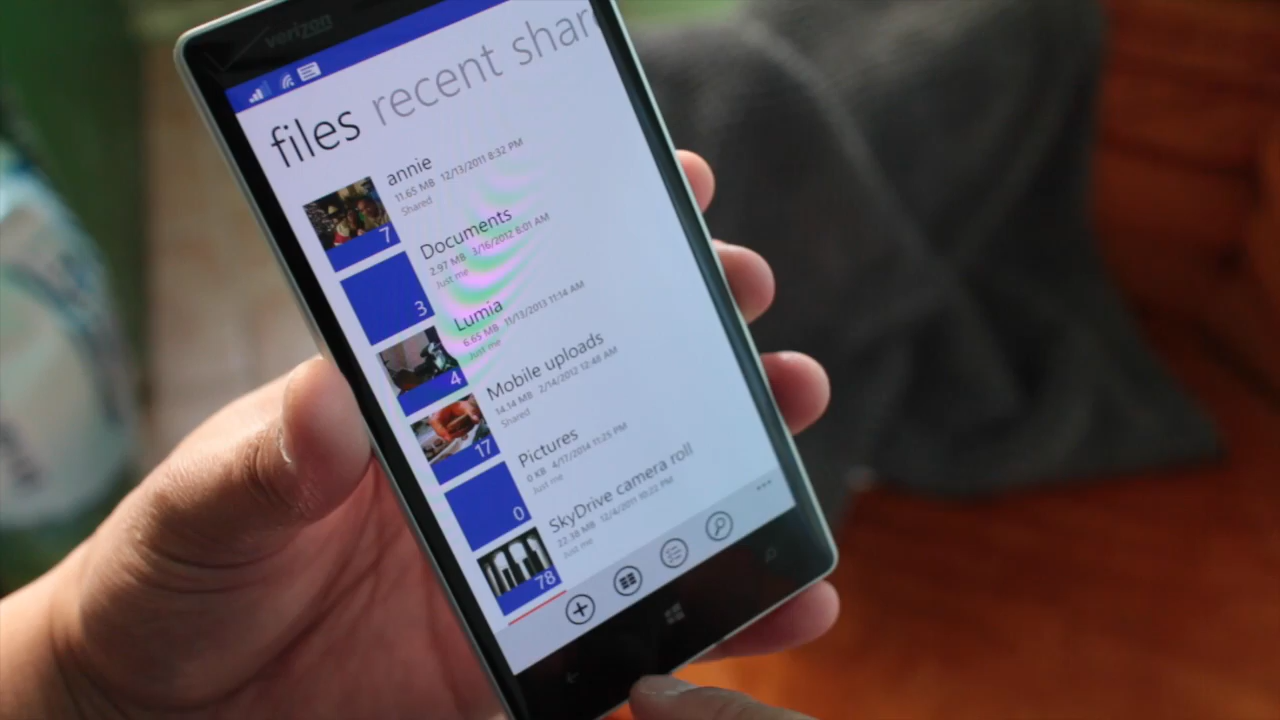 verizon
files recent shar
annie
11.65 MB 12/13/2011 8:32 PM
Shared
7
Documents
2.97 MB 3/16/2012 6:01 AM
Just me
3
Lumia
6.65 MB 11/13/2013 11:14 AM
Just me
4
Mobile uploads
14.14 MB 2/14/2012 12:48 AM
Shared
17
Pictures
0 KB 4/17/2014 11:25 PM
Just me
0
SkyDrive camera roll
22.38 MB 12/4/2011 10:22 PM
Just me
78